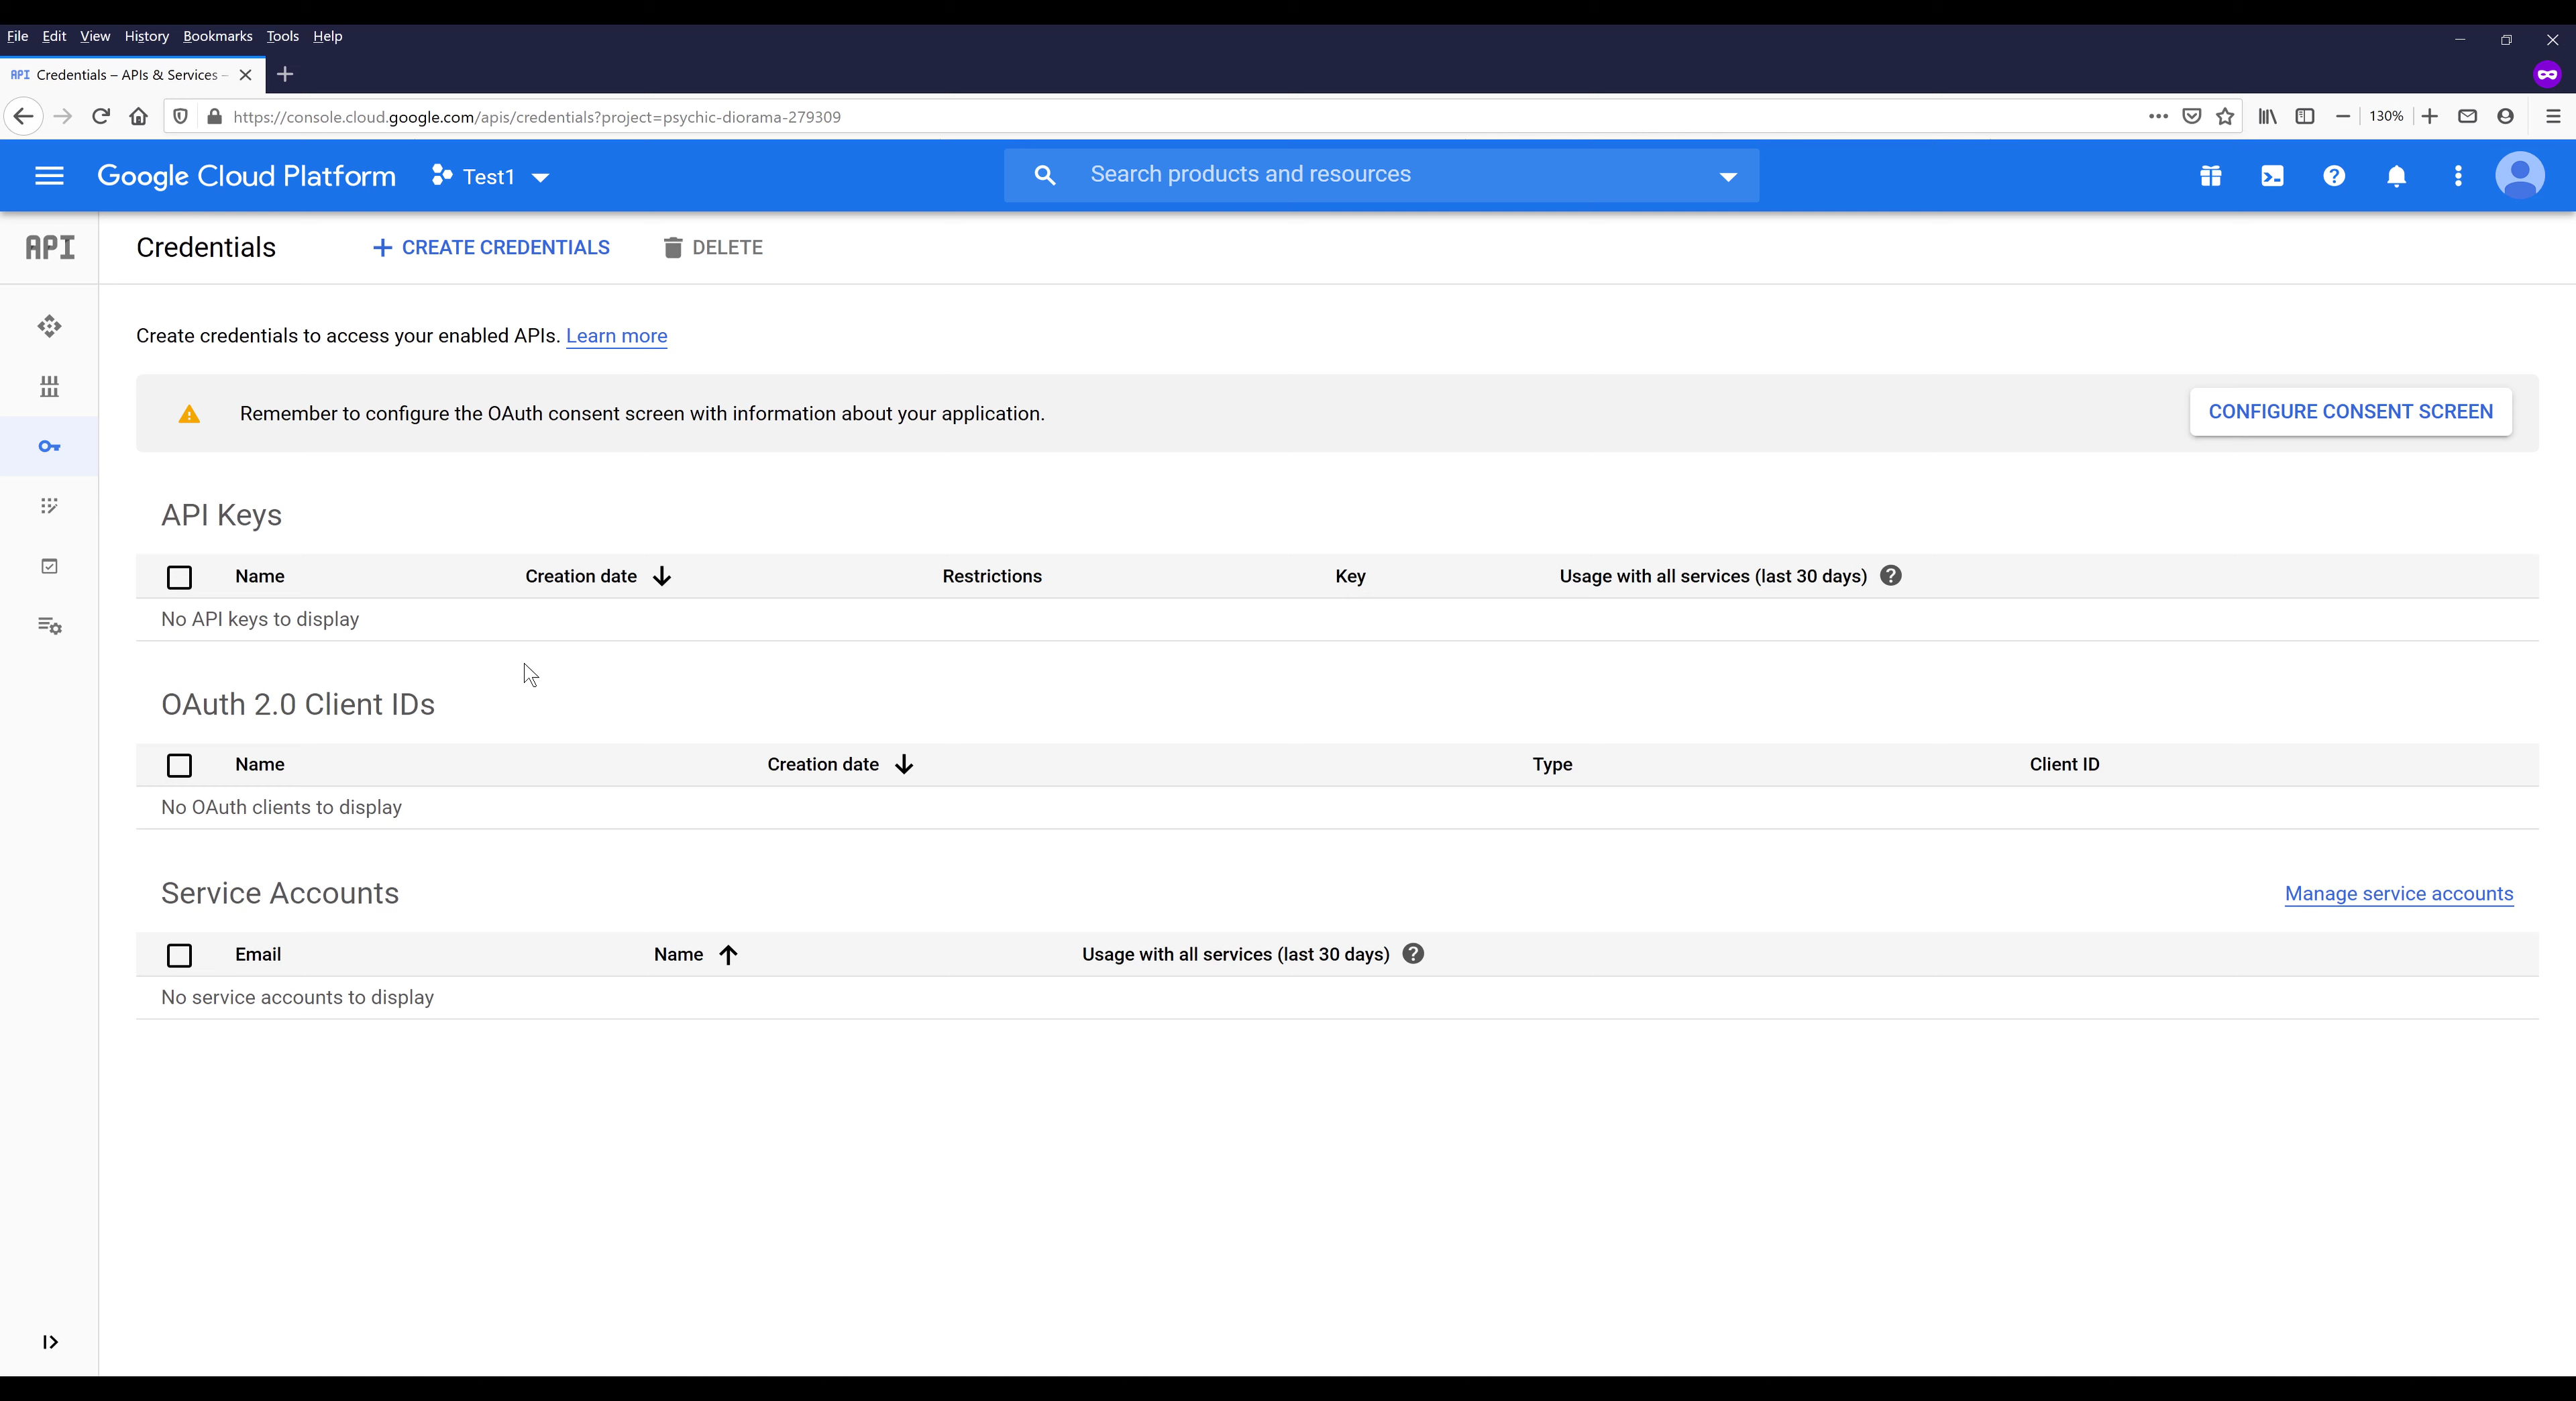 File Edit View History Bookmarks Tools Help
API Credentials – APIs & Services –
https://console.cloud.google.com/apis/credentials?project=psychic-diorama-279309
130%
Google Cloud Platform Test1 Search products and resources
API Credentials CREATE CREDENTIALS DELETE
Create credentials to access your enabled APIs. Learn more
Remember to configure the OAuth consent screen with information about your application. CONFIGURE CONSENT SCREEN
API Keys
Name Creation date Restrictions Key Usage with all services (last 30 days)
No API keys to display
OAuth 2.0 Client IDs
Name Creation date Type Client ID
No OAuth clients to display
Service Accounts Manage service accounts
Email Name Usage with all services (last 30 days)
No service accounts to display